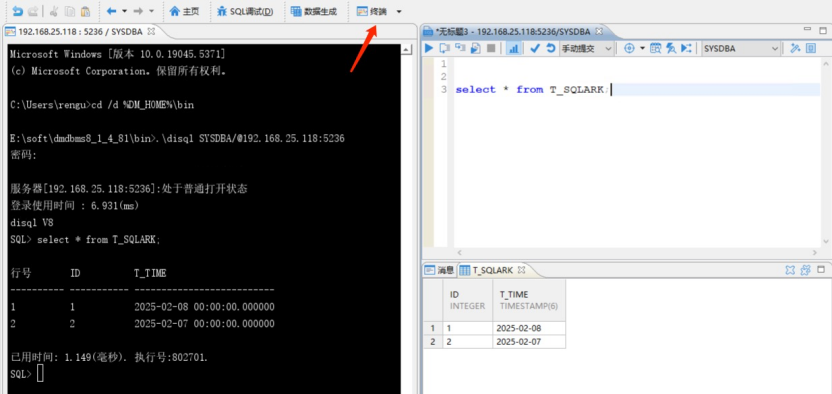 主页 SQL调试(D) 数据生成 终端
192.168.25.118 : 5236 / SYSDBA
Microsoft Windows [版本 10.0.19045.5371]
(c) Microsoft Corporation。保留所有权利。
C:\Users\rengu>cd /d %DM_HOME%\bin
E:\soft\dmdbms8_1_4_81\bin>.\disql SYSDBA/@192.168.25.118:5236
密码:
服务器[192.168.25.118:5236]:处于普通打开状态
登录使用时间 : 6.931(ms)
disql V8
SQL> select * from T_SQLARK;
行号 ID T_TIME
---------- ----------- --------------------------
1 1 2025-02-08 00:00:00.000000
2 2 2025-02-07 00:00:00.000000
已用时间: 1.149(毫秒). 执行号:802701.
SQL>
*无标题3 - 192.168.25.118:5236/SYSDBA
手动提交 SYSDBA
1
2
3 select * from T_SQLARK;
消息 T_SQLARK
ID T_TIME
INTEGER TIMESTAMP(6)
1 1 2025-02-08
2 2 2025-02-07